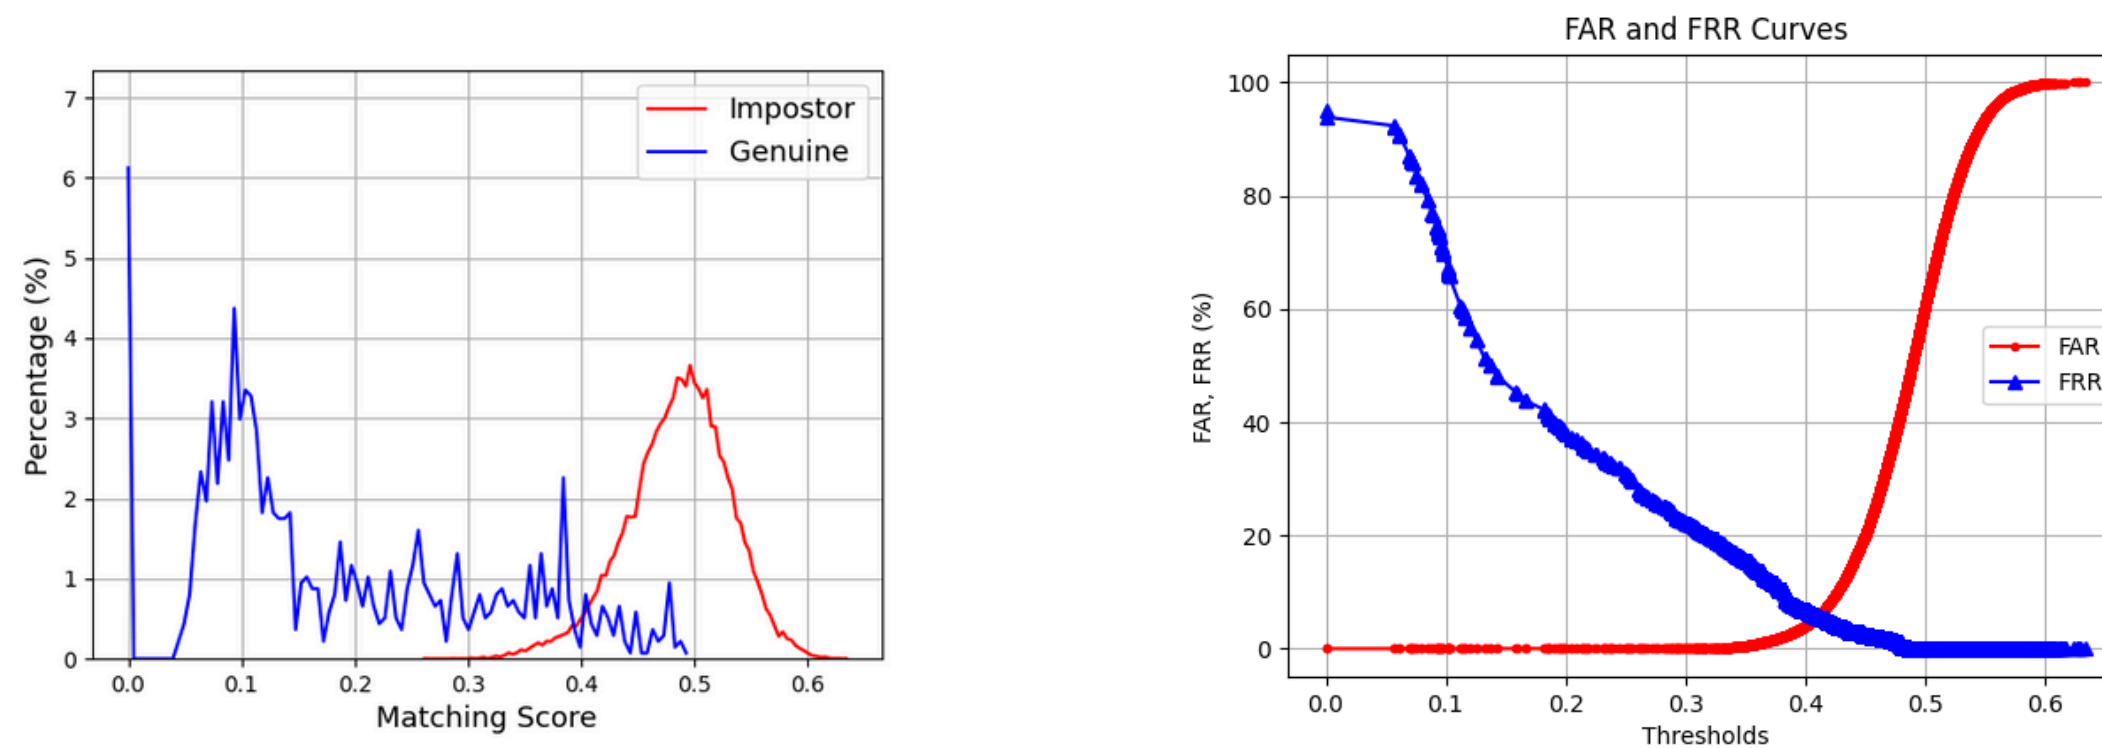 7
6
5
4
3
2
1
0
Percentage (%)
0.0 0.1 0.2 0.3 0.4 0.5 0.6
Matching Score
Impostor
Genuine
FAR and FRR Curves
100
80
60
40
20
0
FAR, FRR (%)
0.0 0.1 0.2 0.3 0.4 0.5 0.6
Thresholds
FAR
FRR